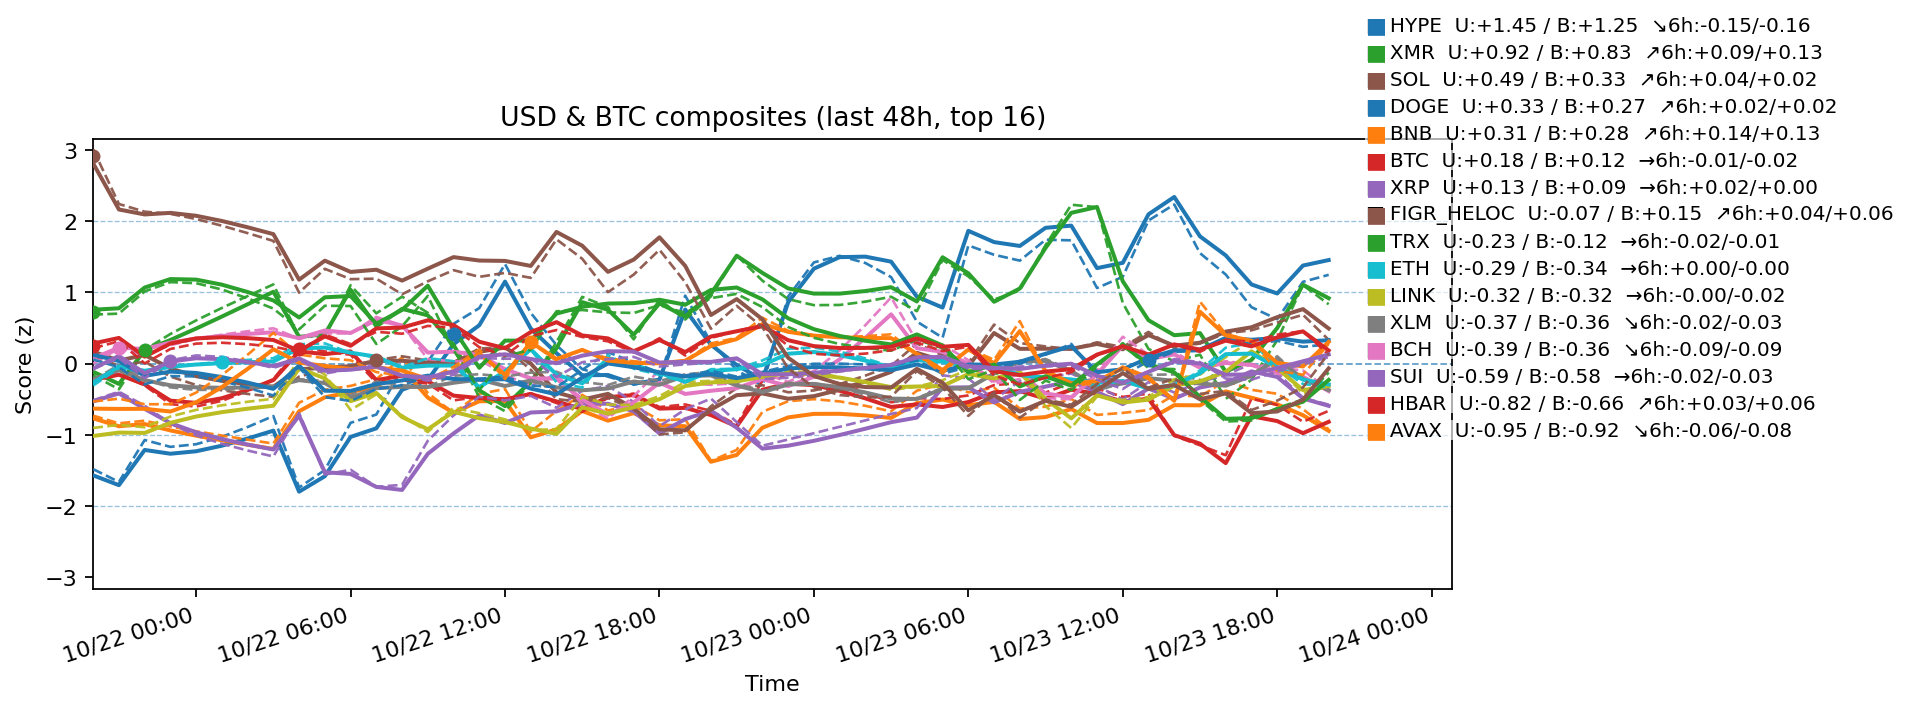 HYPE  U:+1.45 / B:+1.25  ↘6h:-0.15/-0.16
XMR  U:+0.92 / B:+0.83  ↗6h:+0.09/+0.13
SOL  U:+0.49 / B:+0.33  ↗6h:+0.04/+0.02
DOGE  U:+0.33 / B:+0.27  ↗6h:+0.02/+0.02
BNB  U:+0.31 / B:+0.28  ↗6h:+0.14/+0.13
BTC  U:+0.18 / B:+0.12  →6h:-0.01/-0.02
XRP  U:+0.13 / B:+0.09  →6h:+0.02/+0.00
FIGR_HELOC  U:-0.07 / B:+0.15  ↗6h:+0.04/+0.06
TRX  U:-0.23 / B:-0.12  →6h:-0.02/-0.01
ETH  U:-0.29 / B:-0.34  →6h:+0.00/-0.00
LINK  U:-0.32 / B:-0.32  →6h:-0.00/-0.02
XLM  U:-0.37 / B:-0.36  ↘6h:-0.02/-0.03
BCH  U:-0.39 / B:-0.36  ↘6h:-0.09/-0.09
SUI  U:-0.59 / B:-0.58  →6h:-0.02/-0.03
HBAR  U:-0.82 / B:-0.66  ↗6h:+0.03/+0.06
AVAX  U:-0.95 / B:-0.92  ↘6h:-0.06/-0.08
USD & BTC composites (last 48h, top 16)
Score (z)
3
2
1
0
−1
−2
−3
10/22 00:00
10/22 06:00
10/22 12:00
10/22 18:00
10/23 00:00
10/23 06:00
10/23 12:00
10/23 18:00
10/24 00:00
Time